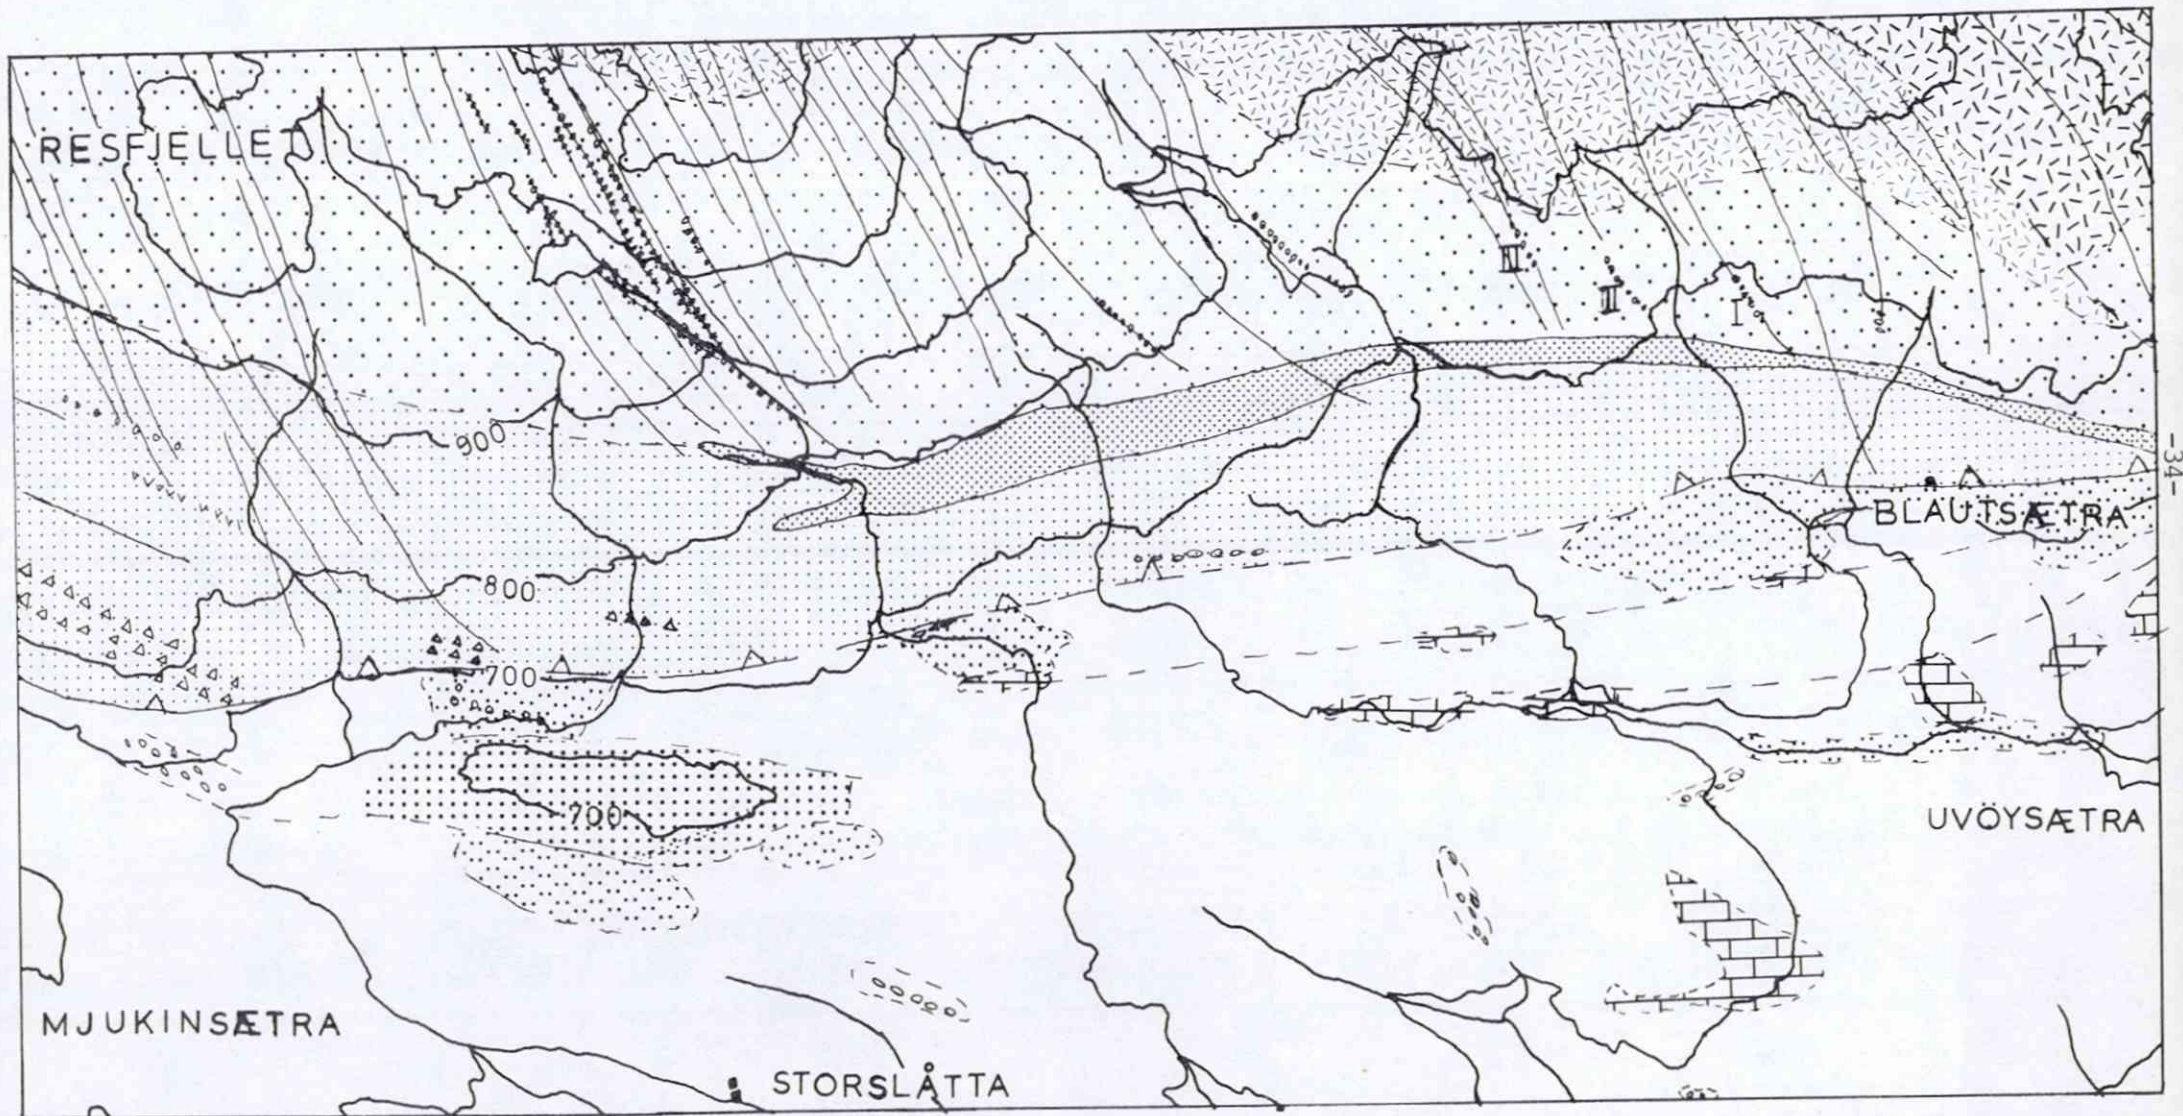 RESFJELLET
III
II
I
900
-34-
BLAUTSÆTRA
800
700
700
UVÖYSÆTRA
MJUKINSÆTRA
STORSLÅTTA